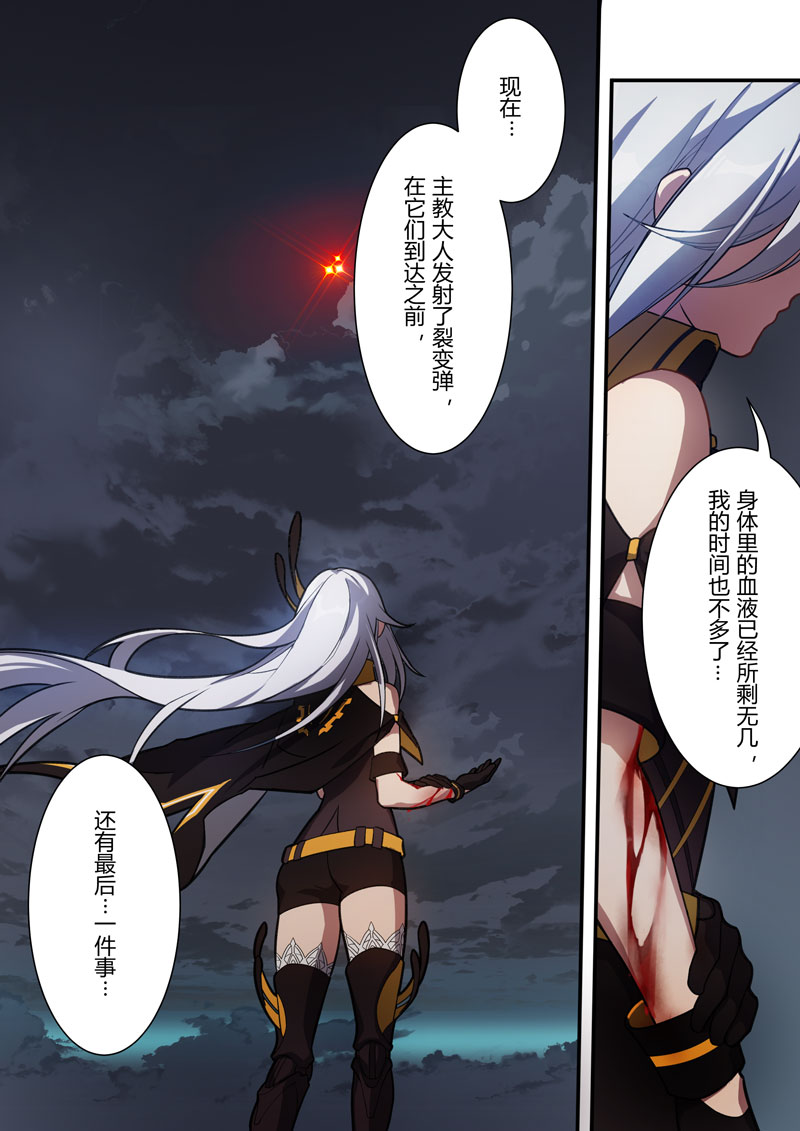 身体里的血液已经所剩无几，
我的时间也不多了…
现在…
主教大人发射了裂变弹，
在它们到达之前，
还有最后…一件事…